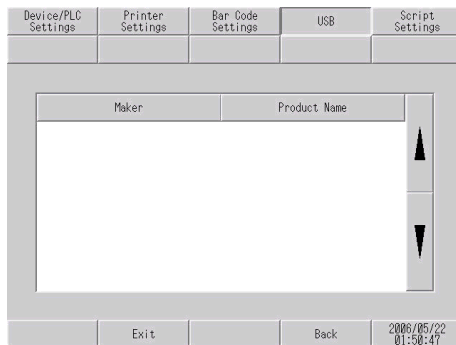 Device/PLC Settings
Printer Settings
Bar Code Settings
USB
Script Settings
Maker
Product Name
Exit
Back
2006/05/22
01:50:47